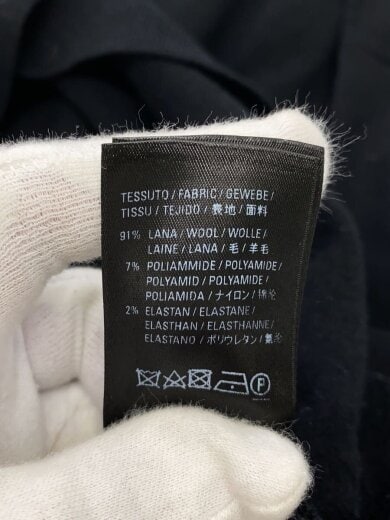 TESSUTO / FABRIC / GEWEBE /
TISSU / TEJIDO / 表地 / 面料
91% LANA / WOOL / WOLLE /
LAINE / LANA / 毛 / 羊毛
7% POLIAMMIDE / POLYAMIDE /
POLYAMID / POLYAMIDE /
POLIAMIDA / ナイロン / 锦纶
2% ELASTAN / ELASTANE /
ELASTHAN / ELASTHANNE /
ELASTANO / ポリウレタン / 氨纶
P